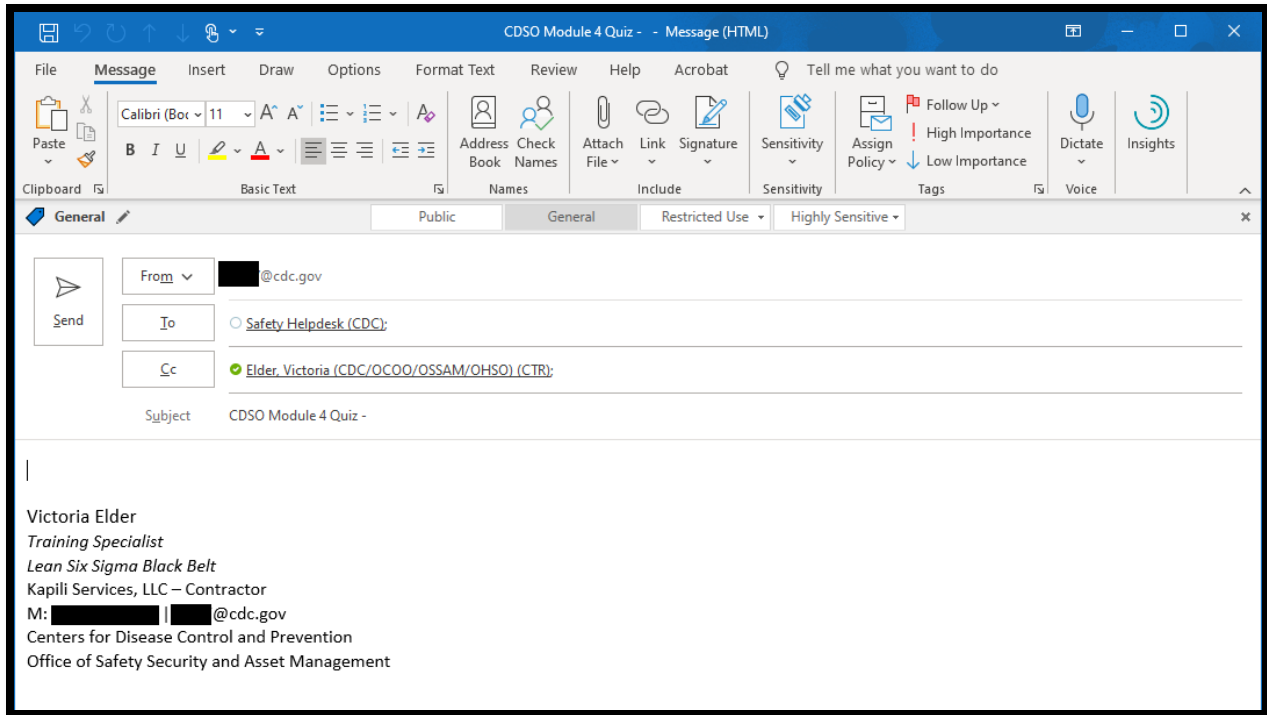 CDSO Module 4 Quiz - - Message (HTML)
File Message Insert Draw Options Format Text Review Help Acrobat Tell me what you want to do
Calibri (Boc 11 A^ A˅
Paste
B I U A
Address Book
Check Names
Attach File
Link
Signature
Sensitivity
Assign Policy
Follow Up
High Importance
Low Importance
Dictate
Insights
Clipboard Basic Text Names Include Sensitivity Tags Voice
General Public General Restricted Use Highly Sensitive
Send
From @cdc.gov
To Safety Helpdesk (CDC);
Cc Elder, Victoria (CDC/OCOO/OSSAM/OHSO) (CTR);
Subject CDSO Module 4 Quiz -
Victoria Elder
Training Specialist
Lean Six Sigma Black Belt
Kapili Services, LLC – Contractor
M: | @cdc.gov
Centers for Disease Control and Prevention
Office of Safety Security and Asset Management